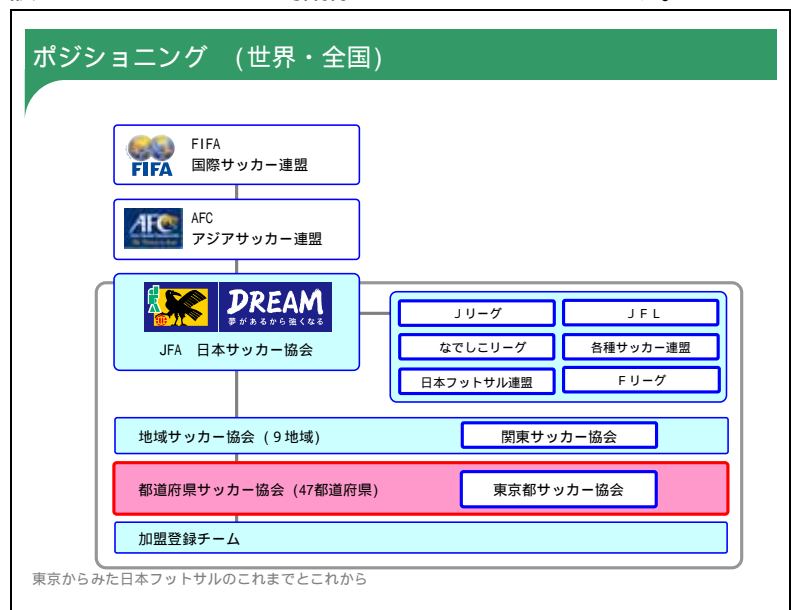 ポジショニング （世界・全国）
FIFA
FIFA
国際サッカー連盟
AFC
AFC
アジアサッカー連盟
DREAM
夢があるから強くなる
JFA 日本サッカー協会
Jリーグ
JFL
なでしこリーグ
各種サッカー連盟
日本フットサル連盟
Fリーグ
地域サッカー協会 (9地域)
関東サッカー協会
都道府県サッカー協会 (47都道府県)
東京都サッカー協会
加盟登録チーム
東京からみた日本フットサルのこれまでとこれから